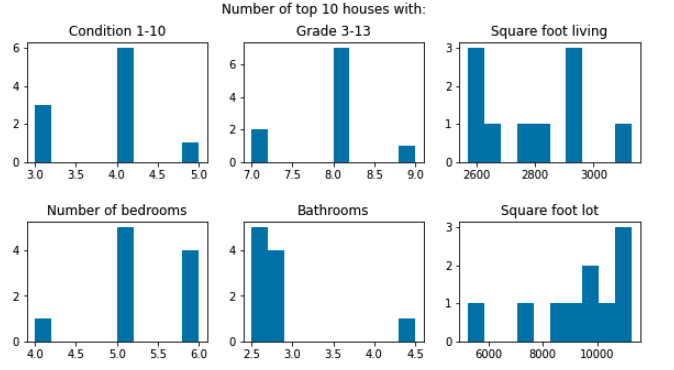 Number of top 10 houses with:
Condition 1-10
Grade 3-13
Square foot living
6
4
2
0
3.0 3.5 4.0 4.5 5.0
6
4
2
0
7.0 7.5 8.0 8.5 9.0
3
2
1
0
2600 2800 3000
Number of bedrooms
Bathrooms
Square foot lot
4
2
0
4.0 4.5 5.0 5.5 6.0
4
2
0
2.5 3.0 3.5 4.0 4.5
3
2
1
0
6000 8000 10000